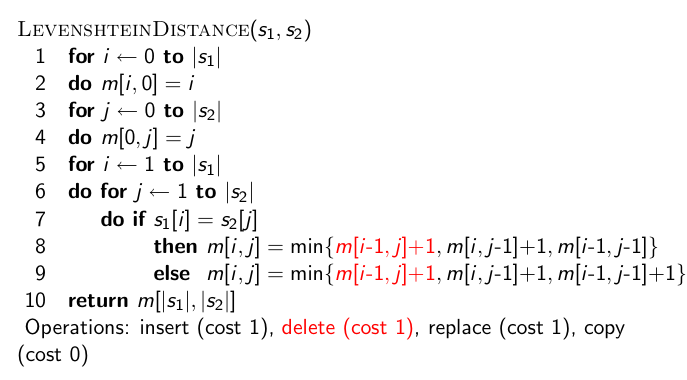 LEVENSHTEINDISTANCE(s₁, s₂)
1 for i ← 0 to |s₁|
2 do m[i, 0] = i
3 for j ← 0 to |s₂|
4 do m[0, j] = j
5 for i ← 1 to |s₁|
6 do for j ← 1 to |s₂|
7 do if s₁[i] = s₂[j]
8 then m[i, j] = min{m[i-1, j]+1, m[i, j-1]+1, m[i-1, j-1]}
9 else m[i, j] = min{m[i-1, j]+1, m[i, j-1]+1, m[i-1, j-1]+1}
10 return m[|s₁|, |s₂|]
Operations: insert (cost 1), delete (cost 1), replace (cost 1), copy
(cost 0)